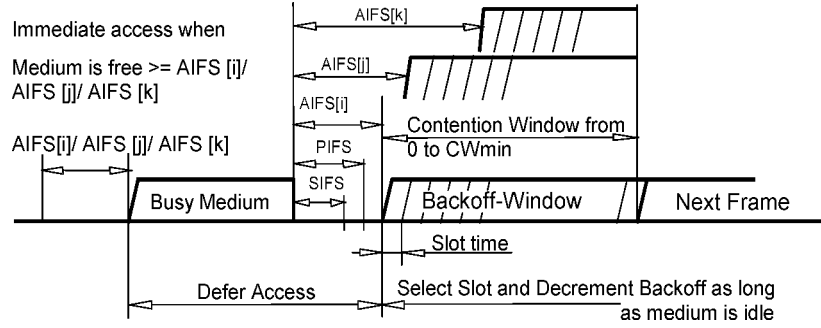 AIFS[k]
Immediate access when
AIFS[j]
Medium is free >= AIFS [i]/
AIFS [j]/ AIFS [k]
AIFS[i]
Contention Window from
0 to CWmin
AIFS[i]/ AIFS [j]/ AIFS [k]
PIFS
SIFS
Busy Medium
Backoff-Window
Next Frame
Slot time
Defer Access
Select Slot and Decrement Backoff as long
as medium is idle